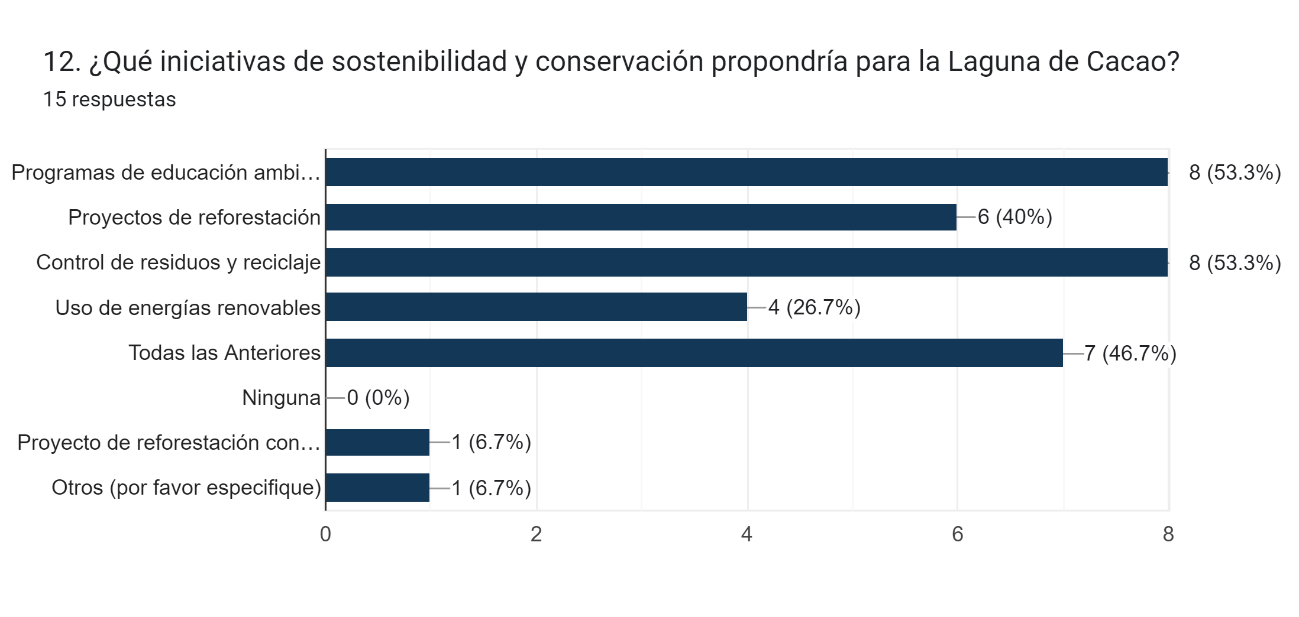 12. ¿Qué iniciativas de sostenibilidad y conservación propondría para la Laguna de Cacao?
15 respuestas
Programas de educación ambi… 8 (53.3%)
Proyectos de reforestación 6 (40%)
Control de residuos y reciclaje 8 (53.3%)
Uso de energías renovables 4 (26.7%)
Todas las Anteriores 7 (46.7%)
Ninguna 0 (0%)
Proyecto de reforestación con… 1 (6.7%)
Otros (por favor especifique) 1 (6.7%)
0 2 4 6 8